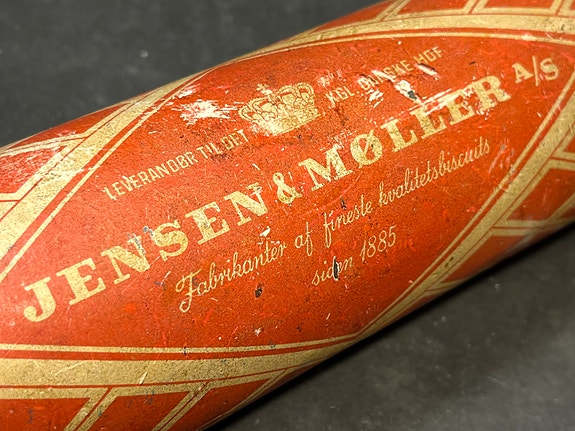 LEVERANDØR TIL DET KGL. DANSKE HOF
JENSEN & MØLLER A/S
Fabrikanter af fineste kvalitetsbiscuits
siden 1885